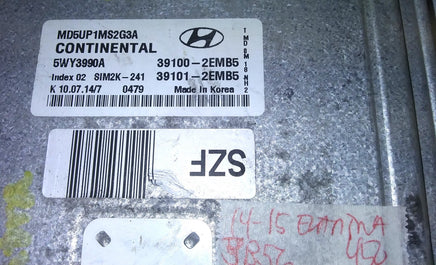 MD5UP1MS2G3A
CONTINENTAL
5WY3990A 39100-2EMB5
Index 02 SIM2K-241 39101-2EMB5
K 10.07.14/7 0479 Made in Korea
SZF
14-15 ELANTRA